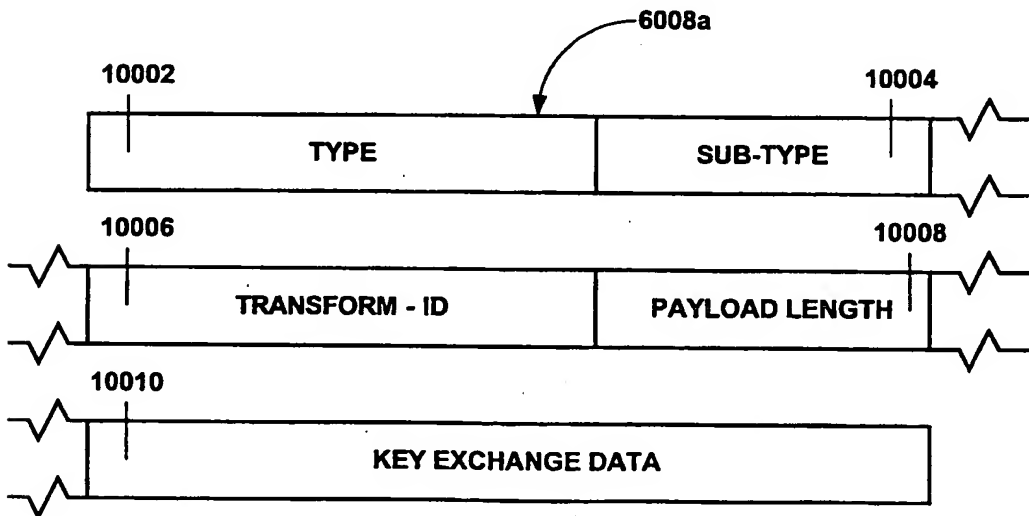 6008a
10002
10004
TYPE
SUB-TYPE
10006
10008
TRANSFORM - ID
PAYLOAD LENGTH
10010
KEY EXCHANGE DATA